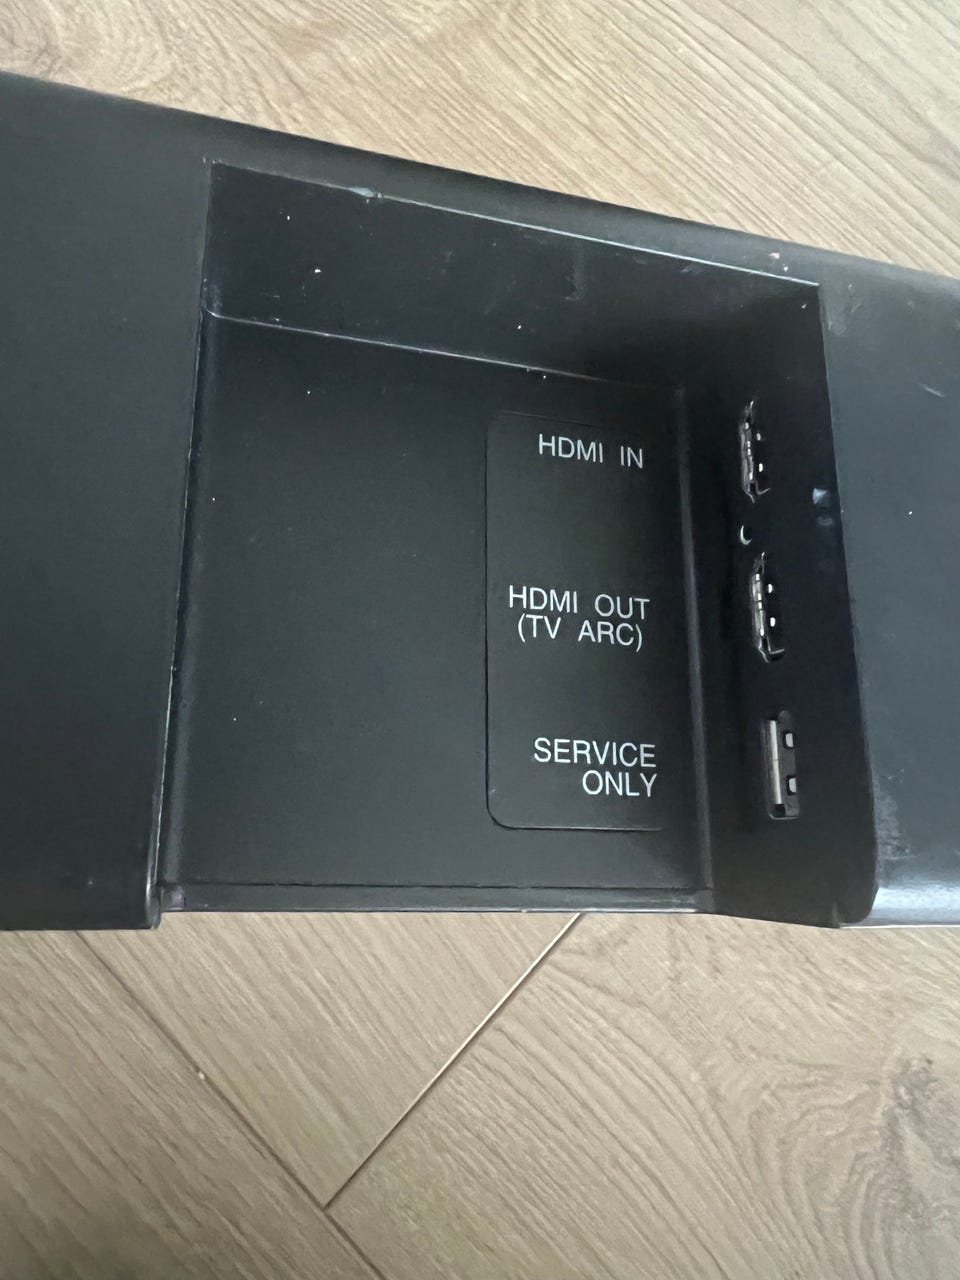 HDMI IN
HDMI OUT
(TV ARC)
SERVICE
ONLY